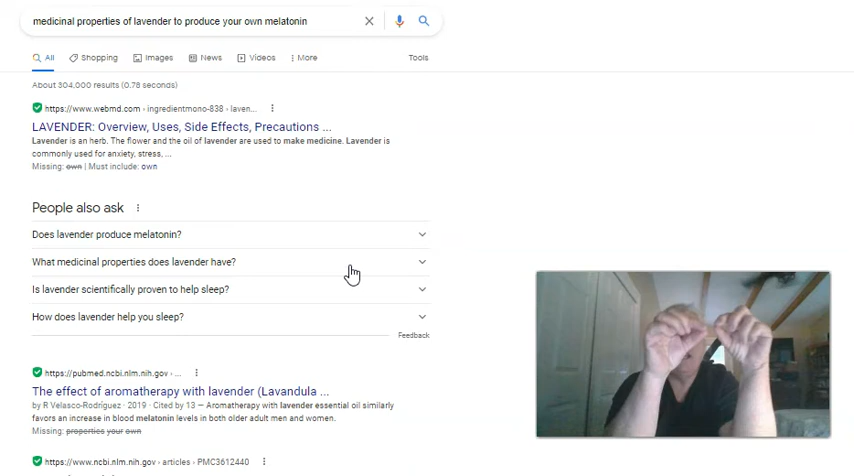 medicinal properties of lavender to produce your own melatonin
All Shopping Images News Videos More Tools
About 304,000 results (0.78 seconds)
https://www.webmd.com › ingredientmono-838 › laven...
LAVENDER: Overview, Uses, Side Effects, Precautions ...
Lavender is an herb. The flower and the oil of lavender are used to make medicine. Lavender is
commonly used for anxiety, stress, ...
Missing: own | Must include: own
People also ask
Does lavender produce melatonin?
What medicinal properties does lavender have?
Is lavender scientifically proven to help sleep?
How does lavender help you sleep?
Feedback
https://pubmed.ncbi.nlm.nih.gov › ...
The effect of aromatherapy with lavender (Lavandula ...
by R Velasco-Rodríguez · 2019 · Cited by 13 — Aromatherapy with lavender essential oil similarly
favors an increase in blood melatonin levels in both older adult men and women.
Missing: properties your own
https://www.ncbi.nlm.nih.gov › articles › PMC3612440